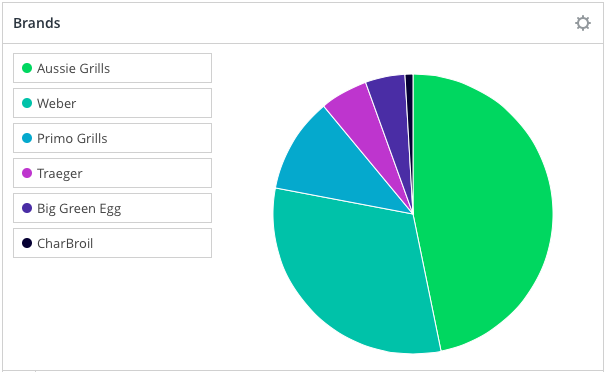 Brands
Aussie Grills
Weber
Primo Grills
Traeger
Big Green Egg
CharBroil